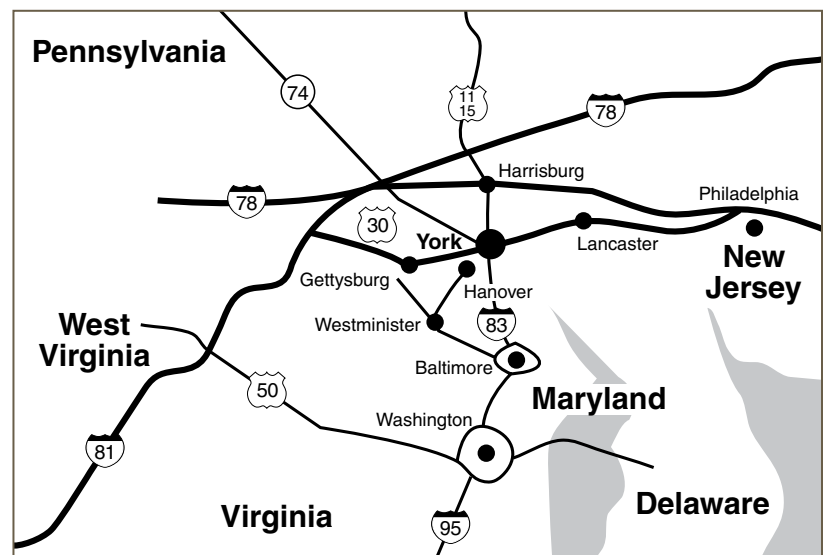 Pennsylvania
74
11
15
78
Harrisburg
78
Philadelphia
30
York
Lancaster
New
Jersey
Gettysburg
Hanover
West
Virginia
Westminister
83
Baltimore
50
Maryland
Washington
81
Delaware
Virginia
95